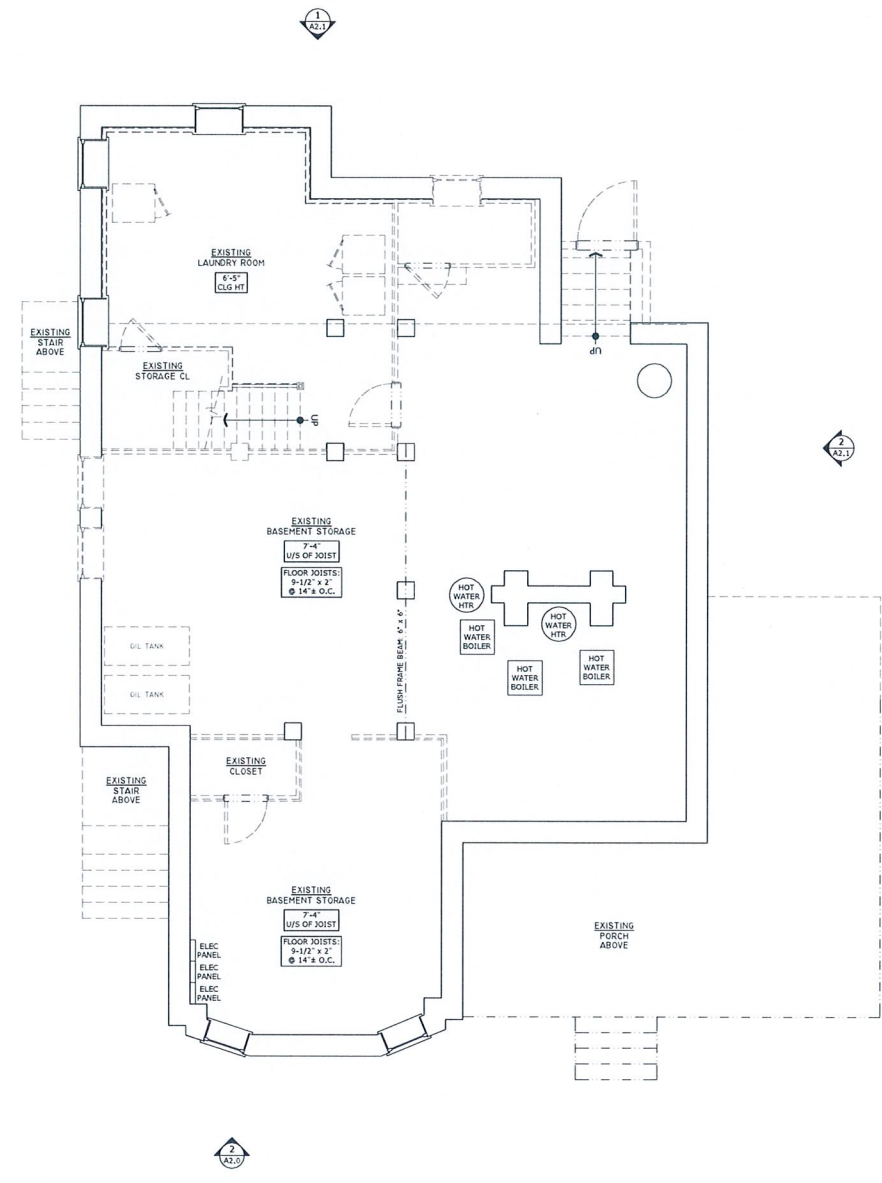 1
A2.1
EXISTING
LAUNDRY ROOM
6'-5"
CLG HT
EXISTING
STAIR
ABOVE
EXISTING
STORAGE CL
UP
UP
2
A2.1
EXISTING
BASEMENT STORAGE
7'-4"
U/S OF JOIST
FLOOR JOISTS:
9-1/2" x 2"
@ 14"± O.C.
FLUSH FRAME BEAM: 6" x 6"
HOT
WATER
HTR
HOT
WATER
HTR
HOT
WATER
BOILER
HOT
WATER
BOILER
HOT
WATER
BOILER
OIL TANK
OIL TANK
EXISTING
CLOSET
EXISTING
STAIR
ABOVE
EXISTING
BASEMENT STORAGE
7'-4"
U/S OF JOIST
FLOOR JOISTS:
9-1/2" x 2"
@ 14"± O.C.
ELEC
PANEL
ELEC
PANEL
ELEC
PANEL
EXISTING
PORCH
ABOVE
2
A2.0